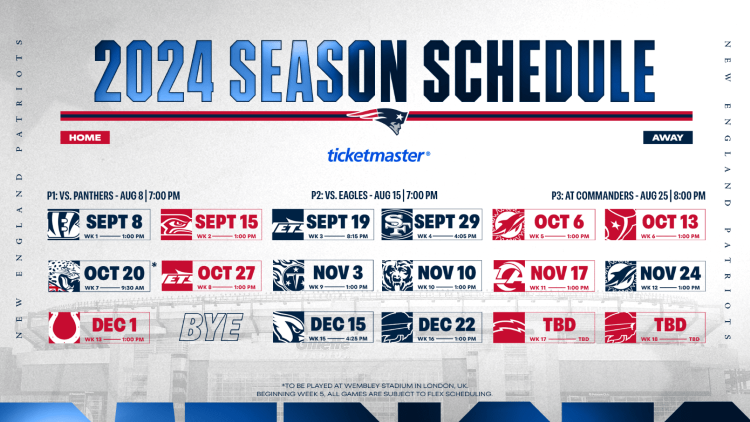 2024 SEASON SCHEDULE
HOME
AWAY
ticketmaster®
P1: VS. PANTHERS - AUG 8 | 7:00 PM
P2: VS. EAGLES - AUG 15 | 7:00 PM
P3: AT COMMANDERS - AUG 25 | 8:00 PM
SEPT 8
WK 1 1:00 PM
SEPT 15
WK 2 1:00 PM
ETS
SEPT 19
WK 3 8:15 PM
SF
SEPT 29
WK 4 4:05 PM
OCT 6
WK 5 1:00 PM
OCT 13
WK 6 1:00 PM
OCT 20 *
WK 7 9:30 AM
ETS
OCT 27
WK 8 1:00 PM
NOV 3
WK 9 1:00 PM
NOV 10
WK 10 1:00 PM
NOV 17
WK 11 1:00 PM
NOV 24
WK 12 1:00 PM
DEC 1
WK 13 1:00 PM
BYE
DEC 15
WK 15 4:25 PM
DEC 22
WK 16 1:00 PM
TBD
WK 17 TBD
TBD
WK 18 TBD
Gillette
*TO BE PLAYED AT WEMBLEY STADIUM IN LONDON, UK.
BEGINNING WEEK 5, ALL GAMES ARE SUBJECT TO FLEX SCHEDULING.
NEW ENGLAND PATRIOTS
NEW ENGLAND PATRIOTS
PATRIOTS